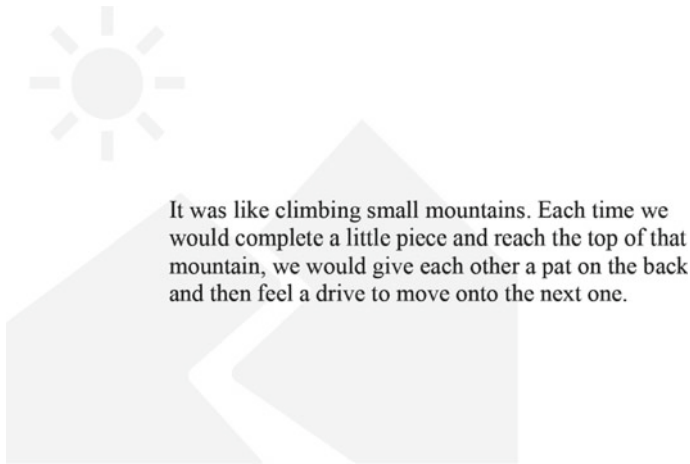 It was like climbing small mountains. Each time we
would complete a little piece and reach the top of that
mountain, we would give each other a pat on the back
and then feel a drive to move onto the next one.